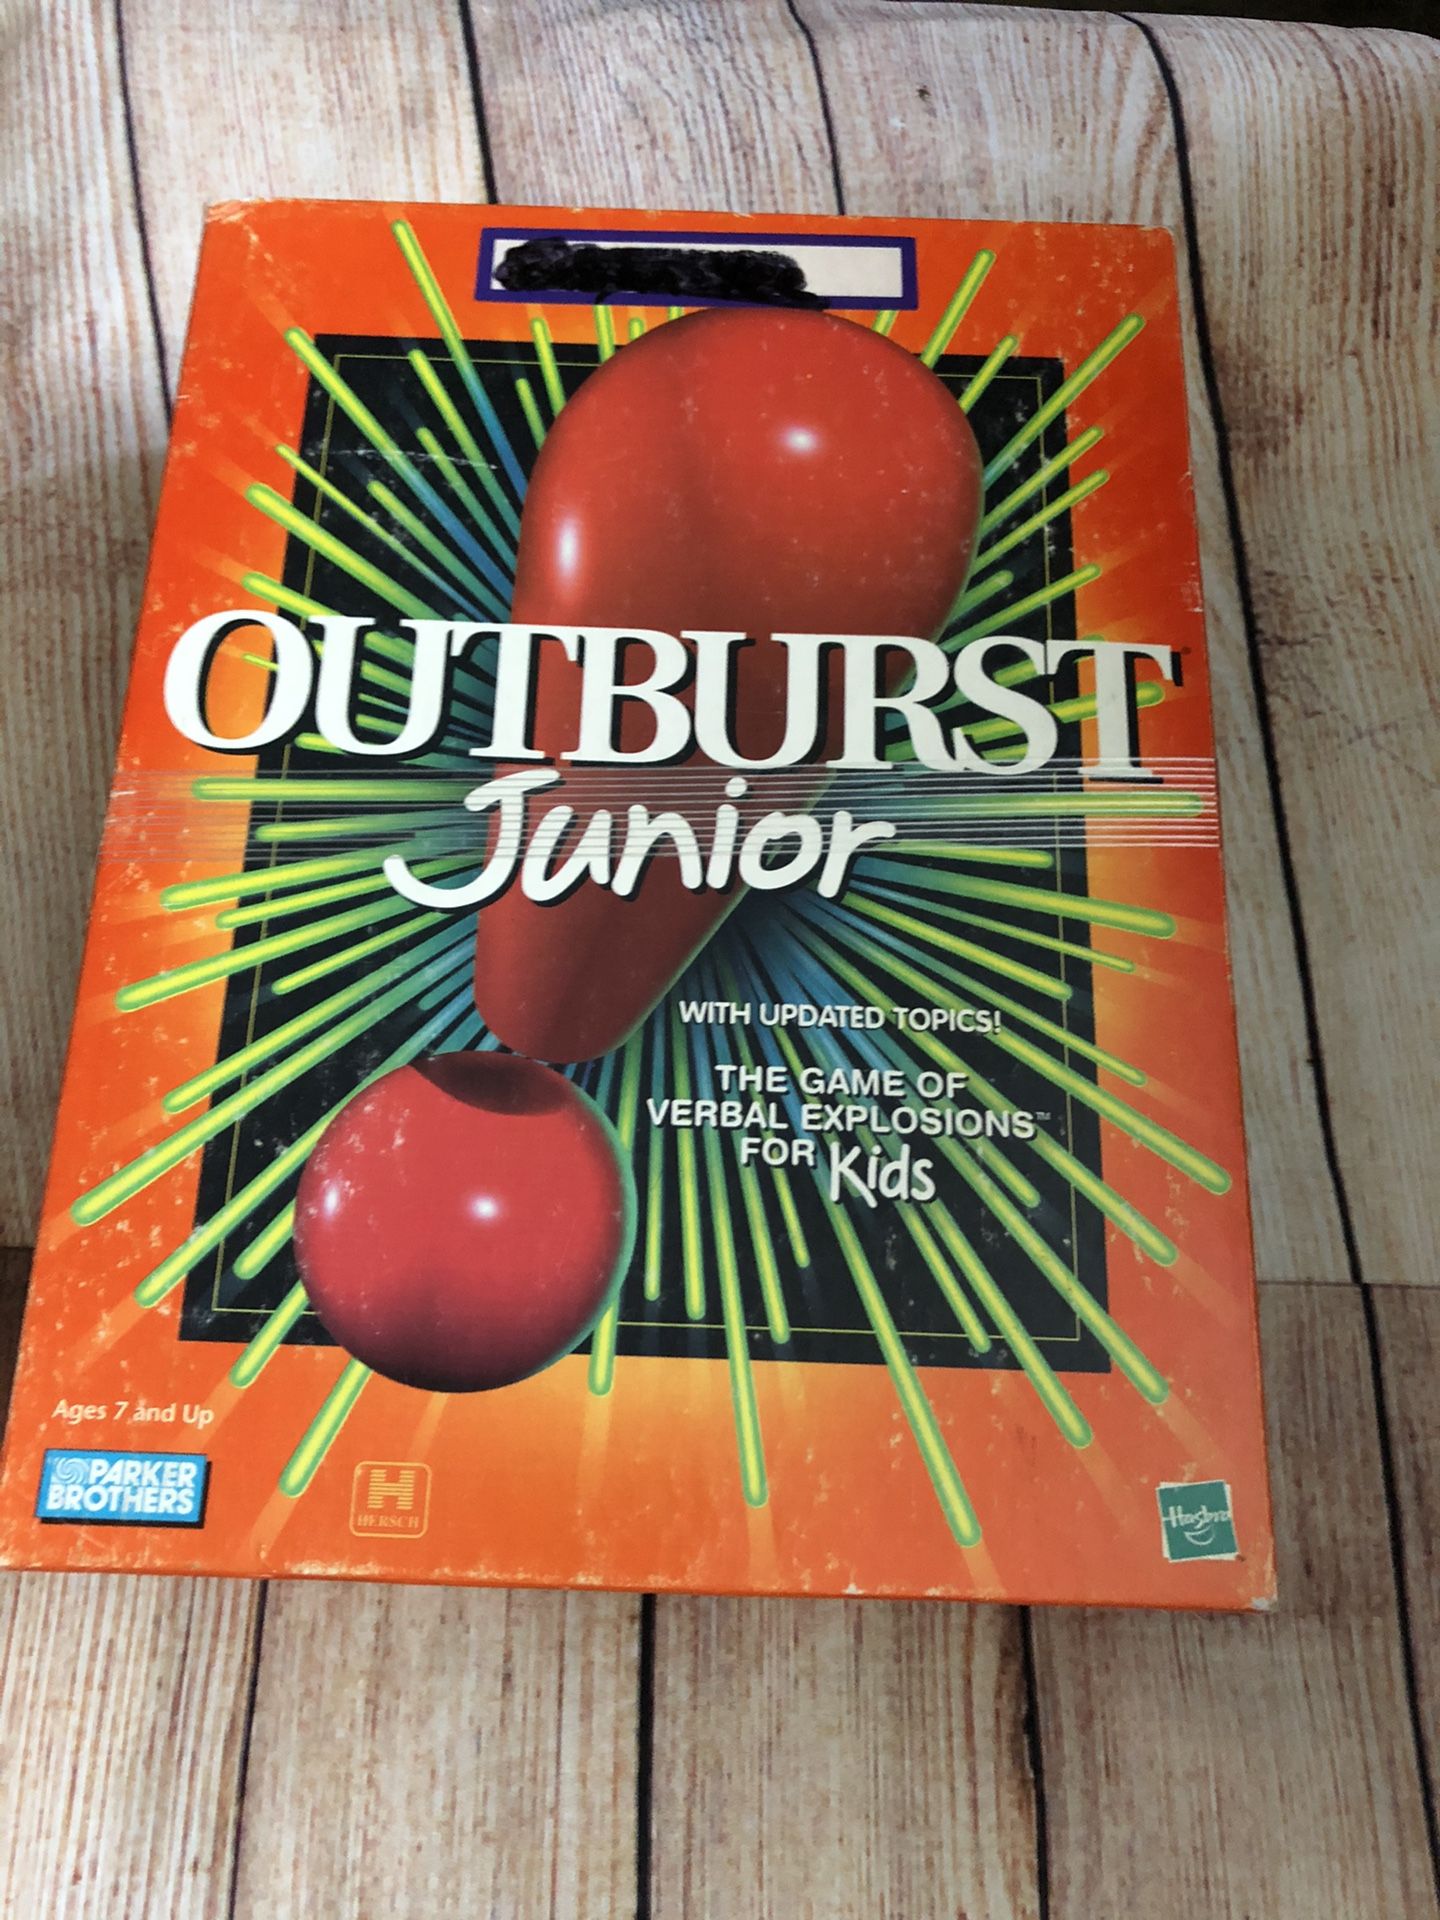 OUTBURST
Junior
WITH UPDATED TOPICS!
THE GAME OF
VERBAL EXPLOSIONS™
FOR Kids
Ages 7 and Up
PARKER
BROTHERS
H
HERSCH
Hasbro